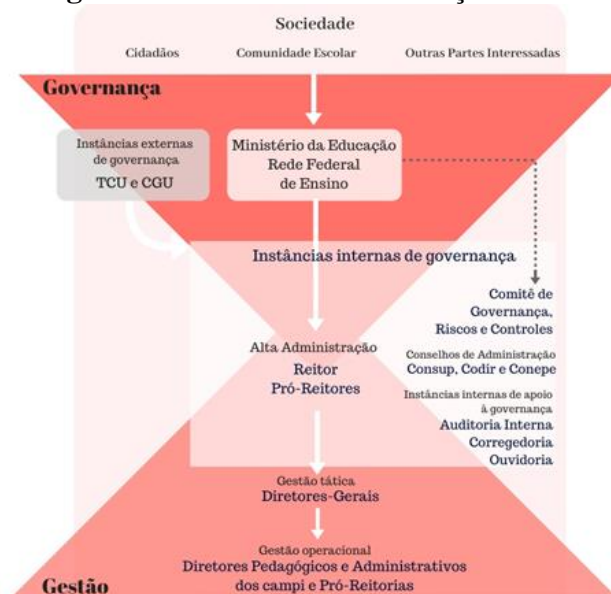 Sociedade
Cidadãos
Comunidade Escolar
Outras Partes Interessadas
Governança
Instâncias externas
de governança
TCU e CGU
Ministério da Educação
Rede Federal
de Ensino
Instâncias internas de governança
Comitê de
Governança,
Riscos e Controles
Conselhos de Administração
Consup, Codir e Conepe
Instâncias internas de apoio
à governança
Auditoria Interna
Corregedoria
Ouvidoria
Alta Administração
Reitor
Pró-Reitores
Gestão tática
Diretores-Gerais
Gestão operacional
Diretores Pedagógicos e Administrativos
dos campi e Pró-Reitorias
Gestão